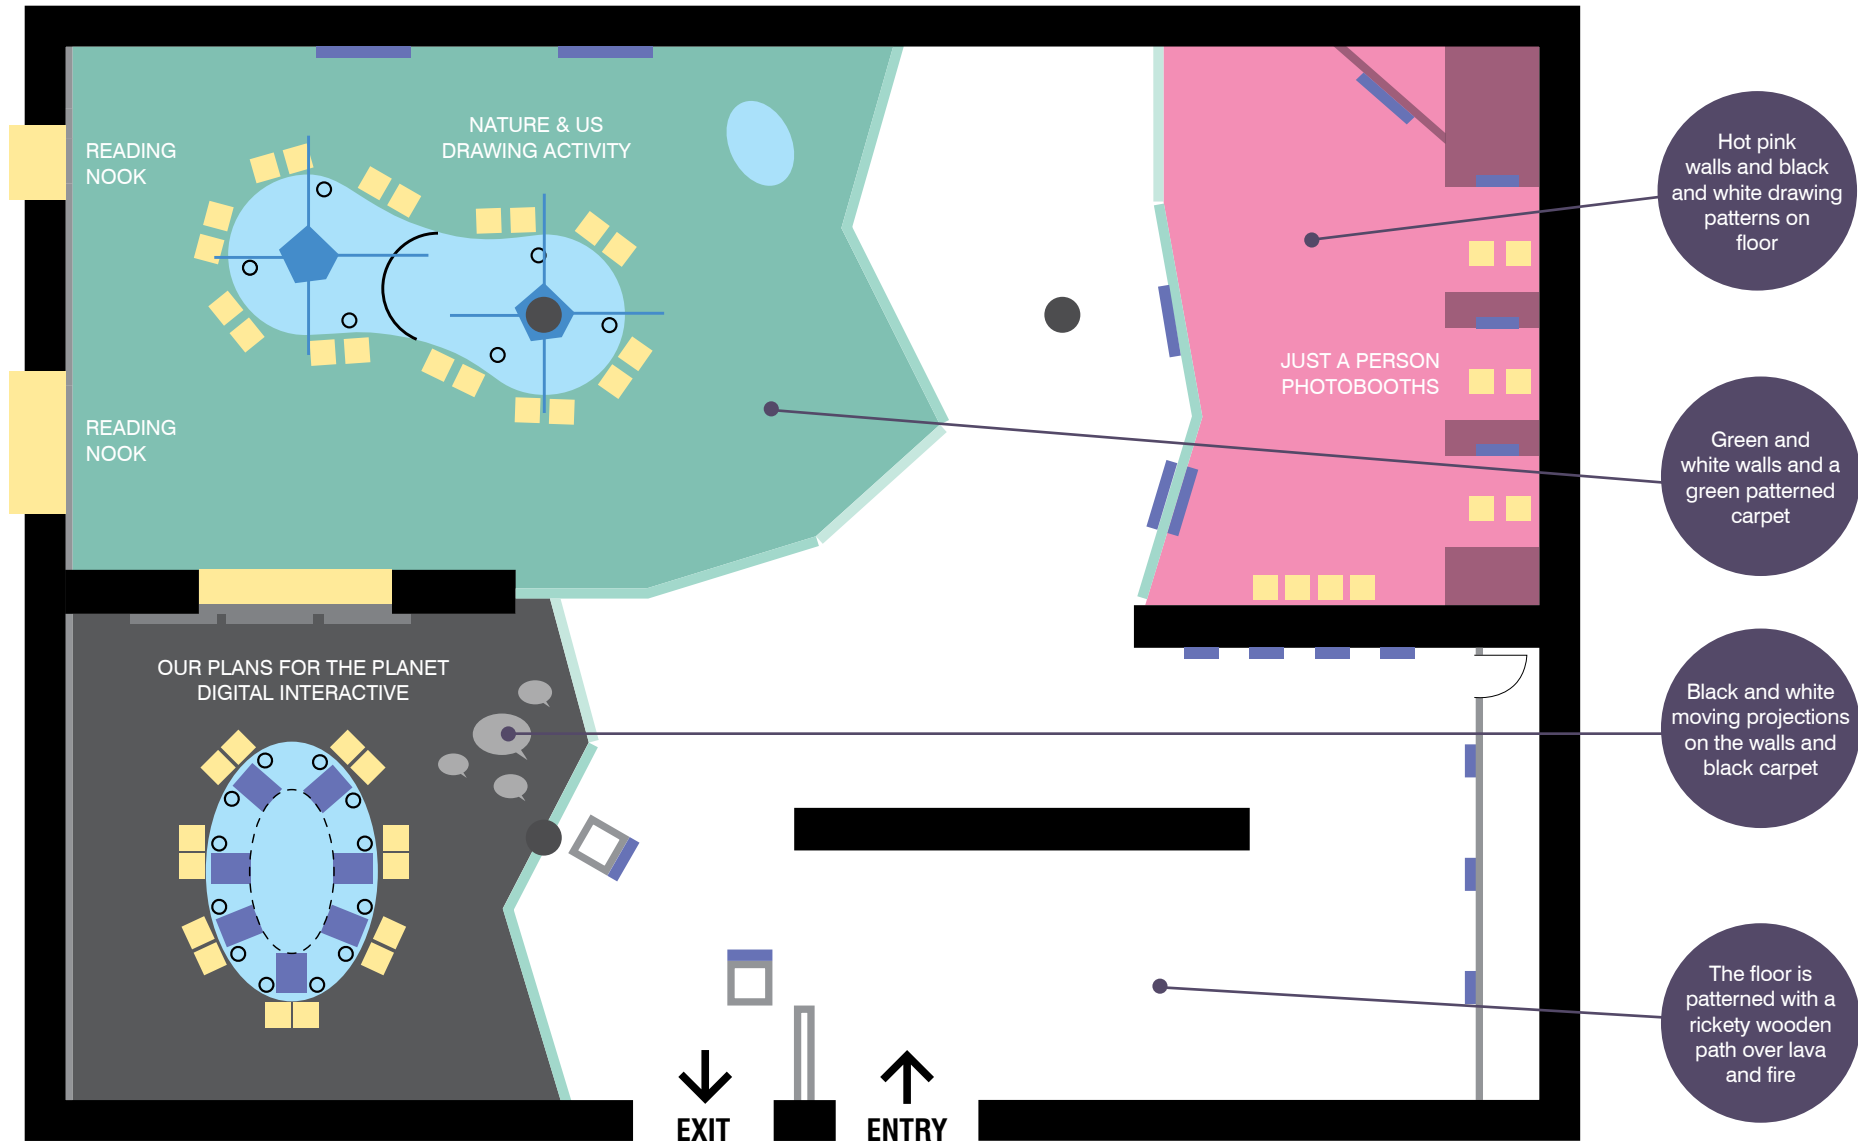 READING
NOOK
NATURE & US
DRAWING ACTIVITY
READING
NOOK
JUST A PERSON
PHOTOBOOTHS
OUR PLANS FOR THE PLANET
DIGITAL INTERACTIVE
EXIT
ENTRY
Hot pink
walls and black
and white drawing
patterns on
floor
Green and
white walls and a
green patterned
carpet
Black and white
moving projections
on the walls and
black carpet
The floor is
patterned with a
rickety wooden
path over lava
and fire